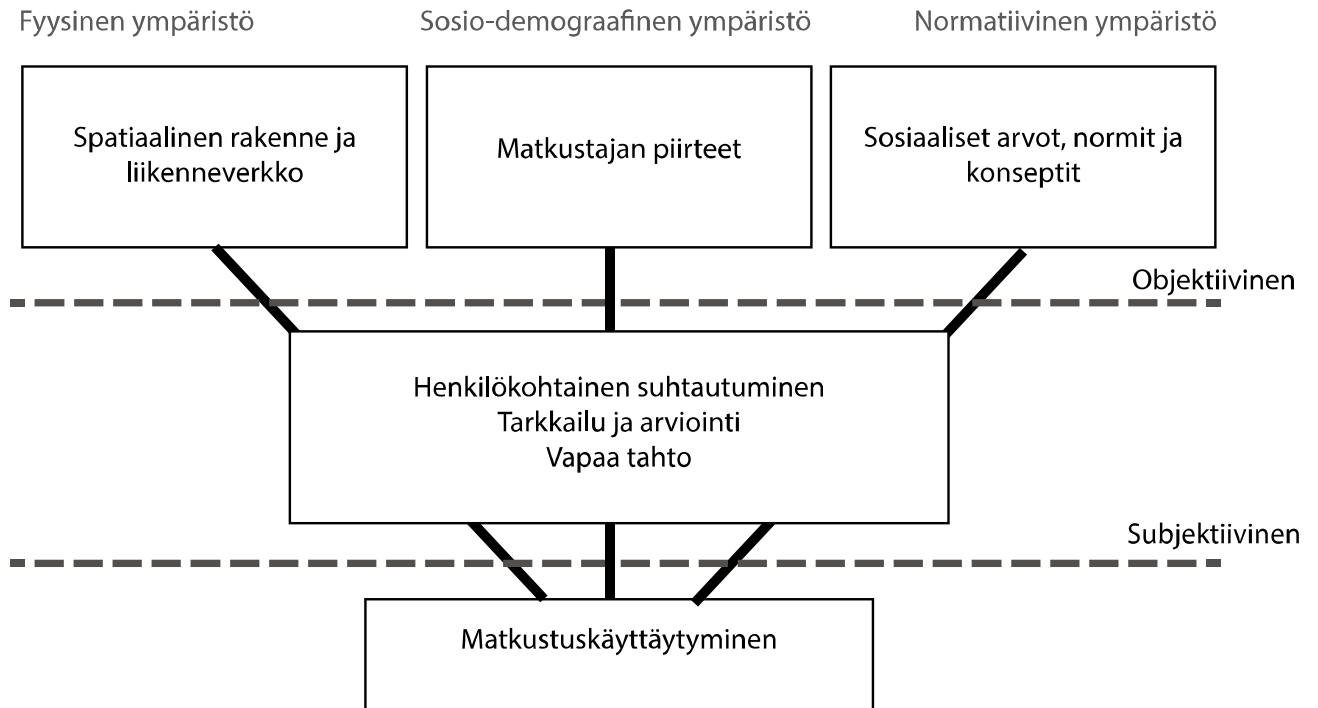 Fyysinen ympäristö
Sosio-demograafinen ympäristö
Normatiivinen ympäristö
Spatiaalinen rakenne ja
liikenneverkko
Matkustajan piirteet
Sosiaaliset arvot, normit ja
konseptit
Objektiivinen
Henkilökohtainen suhtautuminen
Tarkkailu ja arviointi
Vapaa tahto
Subjektiivinen
Matkustuskäyttäytyminen